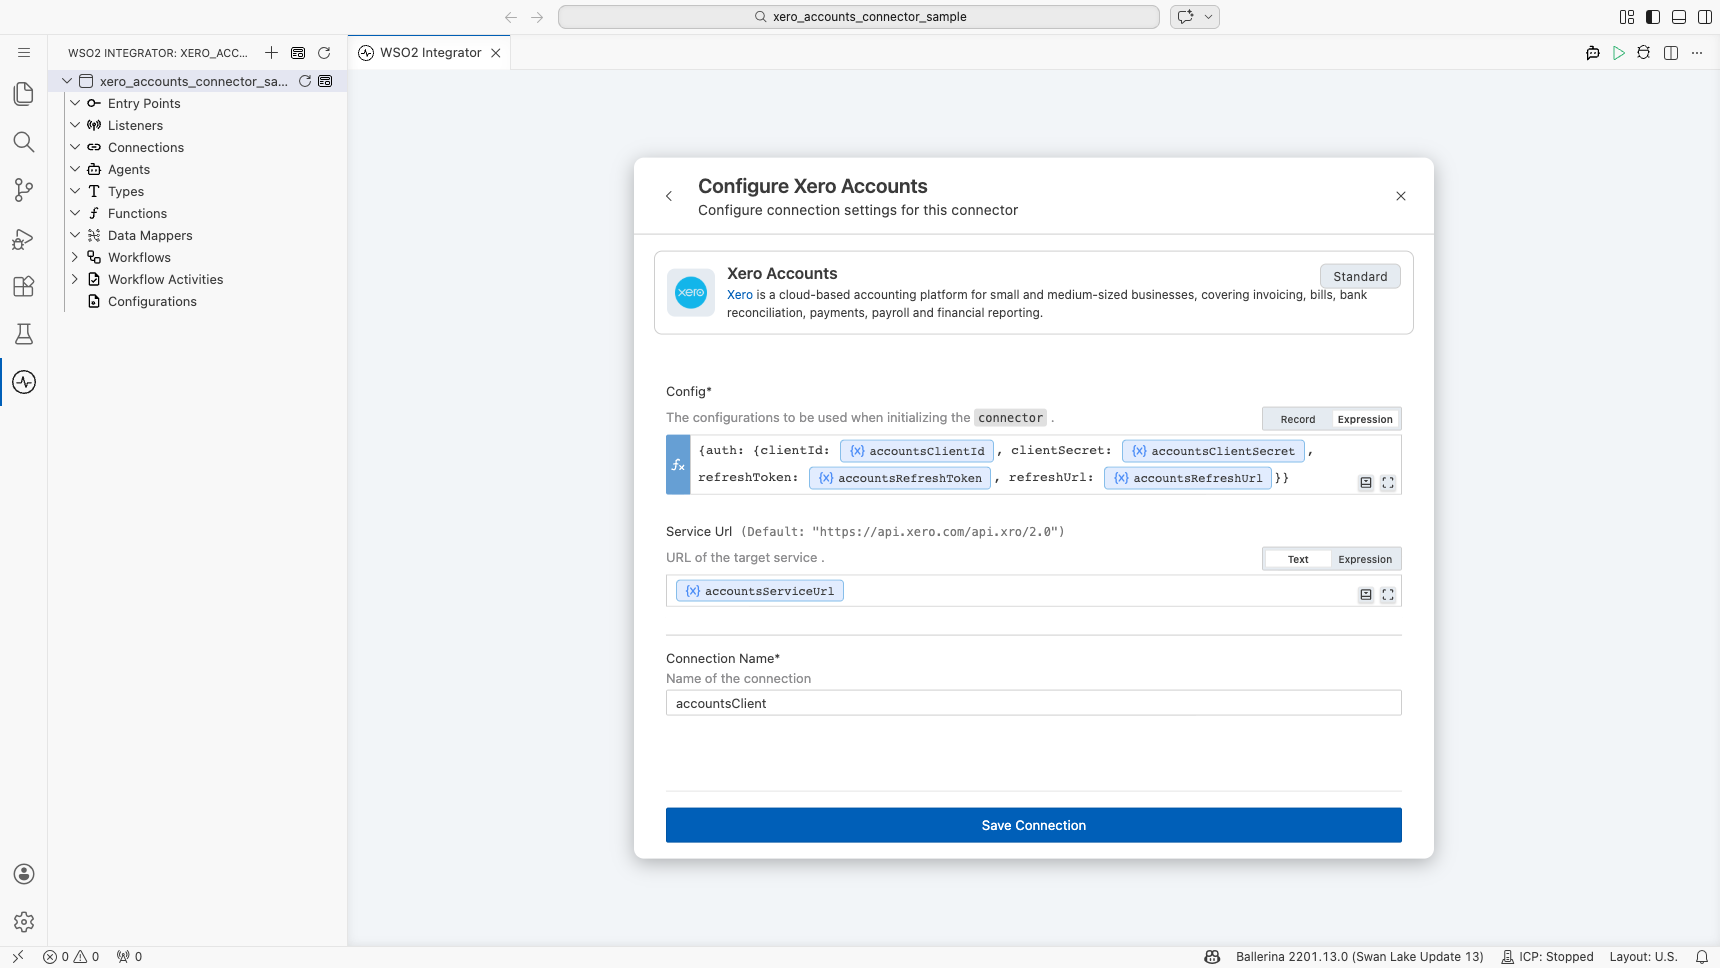 xero_accounts_connector_sample
WSO2 INTEGRATOR: XERO_ACC...
WSO2 Integrator
xero_accounts_connector_sa...
Entry Points
Listeners
Connections
Agents
Types
Functions
Data Mappers
Workflows
Workflow Activities
Configurations
Configure Xero Accounts
Configure connection settings for this connector
xero
Xero Accounts
Standard
Xero is a cloud-based accounting platform for small and medium-sized businesses, covering invoicing, bills, bank
reconciliation, payments, payroll and financial reporting.
Config*
The configurations to be used when initializing the connector .
Record Expression
fx
{auth: {clientId: {x} accountsClientId , clientSecret: {x} accountsClientSecret ,
refreshToken: {x} accountsRefreshToken , refreshUrl: {x} accountsRefreshUrl }}
Service Url (Default: "https://api.xero.com/api.xro/2.0")
URL of the target service .
Text Expression
{x} accountsServiceUrl
Connection Name*
Name of the connection
accountsClient
Save Connection
0 0 0
Ballerina 2201.13.0 (Swan Lake Update 13) ICP: Stopped Layout: U.S.